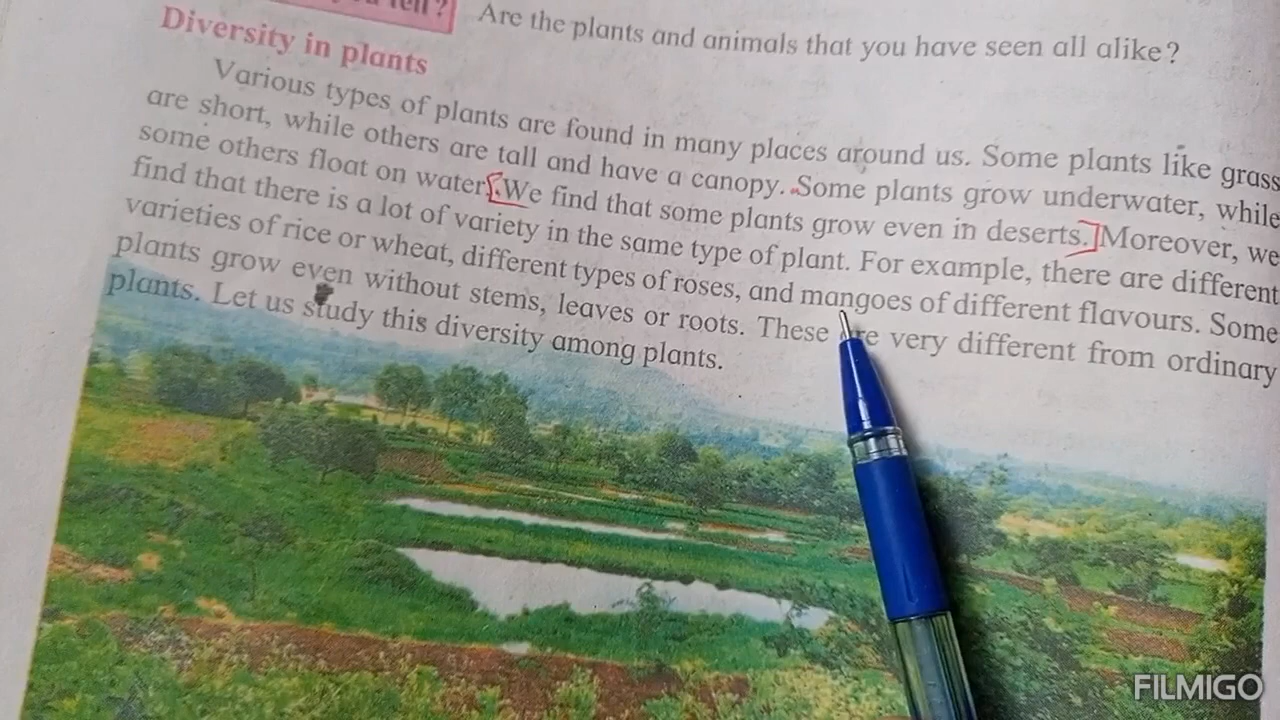 you tell?
Are the plants and animals that you have seen all alike?
Diversity in plants
Various types of plants are found in many places around us. Some plants like grass
are short, while others are tall and have a canopy. Some plants grow underwater, while
some others float on water. We find that some plants grow even in deserts. Moreover, we
find that there is a lot of variety in the same type of plant. For example, there are different
varieties of rice or wheat, different types of roses, and mangoes of different flavours. Some
plants grow even without stems, leaves or roots. These are very different from ordinary
plants. Let us study this diversity among plants.
FILMIGO